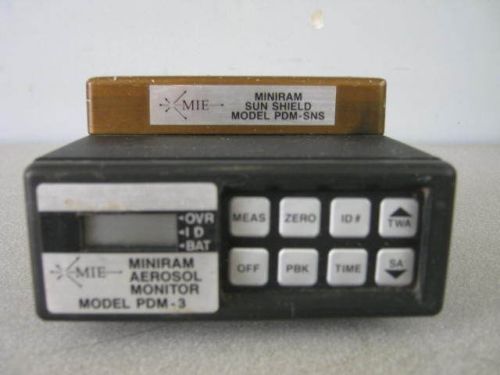 MIE
MINIRAM
SUN SHIELD
MODEL PDM-SNS
OVR
ID
BAT
MIE
MINIRAM
AEROSOL
MONITOR
MODEL PDM-3
MEAS ZERO ID# TWA
OFF PBK TIME SA